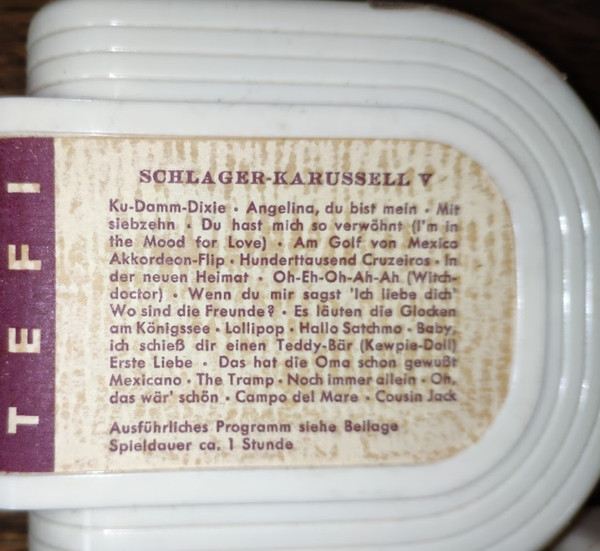 TEFI
SCHLAGER-KARUSSELL V
Ku-Damm-Dixie • Angelina, du bist mein • Mit
siebzehn • Du hast mich so verwöhnt (I'm in
the Mood for Love) • Am Golf von Mexico
Akkordeon-Flip • Hunderttausend Cruzeiros • In
der neuen Heimat • Oh-Eh-Oh-Ah-Ah (Witch-
doctor) • Wenn du mir sagst 'Ich liebe dich'
Wo sind die Freunde? • Es läuten die Glocken
am Königssee • Lollipop • Hallo Satchmo • Baby,
ich schieß dir einen Teddy-Bär (Kewpie-Doll)
Erste Liebe • Das hat die Oma schon gewußt
Mexicano • The Tramp • Noch immer allein • Oh,
das wär' schön • Campo del Mare • Cousin Jack
Ausführliches Programm siehe Beilage
Spieldauer ca. 1 Stunde